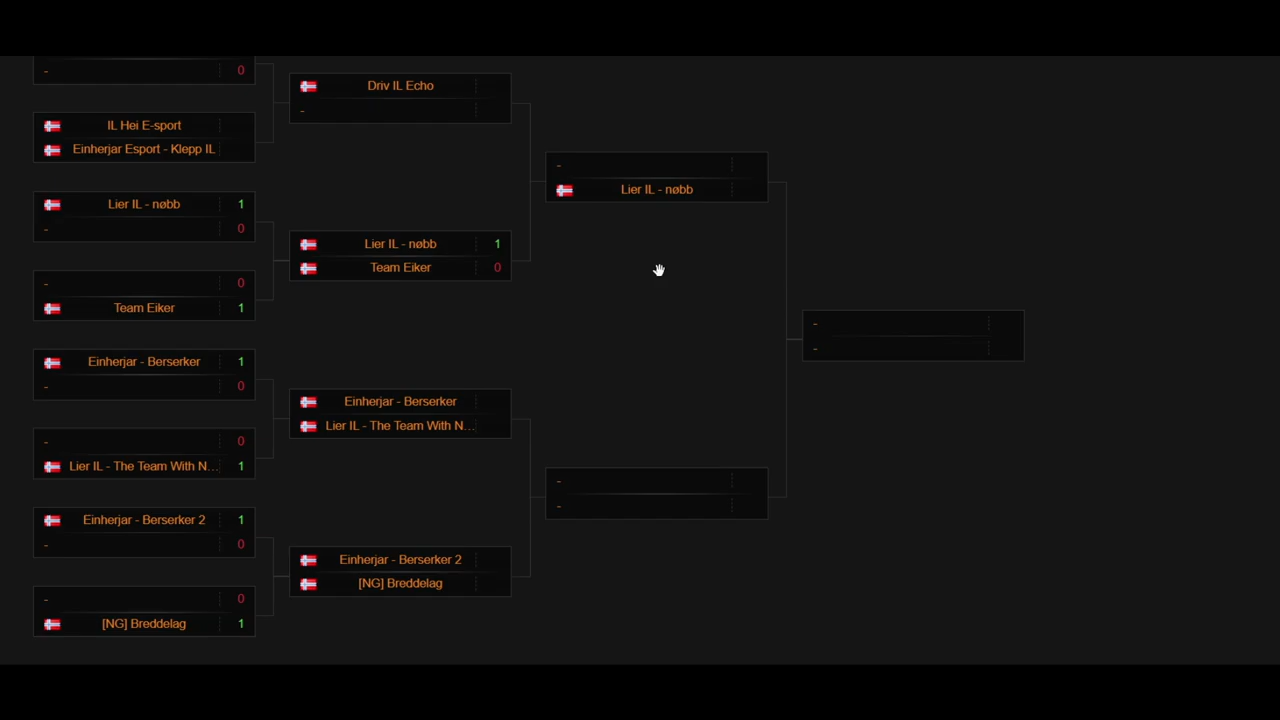 - 0
IL Hei E-sport
Einherjar Esport - Klepp IL
Lier IL - nøbb 1
- 0
- 0
Team Eiker 1
Einherjar - Berserker 1
- 0
- 0
Lier IL - The Team With N... 1
Einherjar - Berserker 2 1
- 0
- 0
[NG] Breddelag 1
Driv IL Echo
-
Lier IL - nøbb 1
Team Eiker 0
Einherjar - Berserker
Lier IL - The Team With N...
Einherjar - Berserker 2
[NG] Breddelag
-
Lier IL - nøbb
-
-
-
-